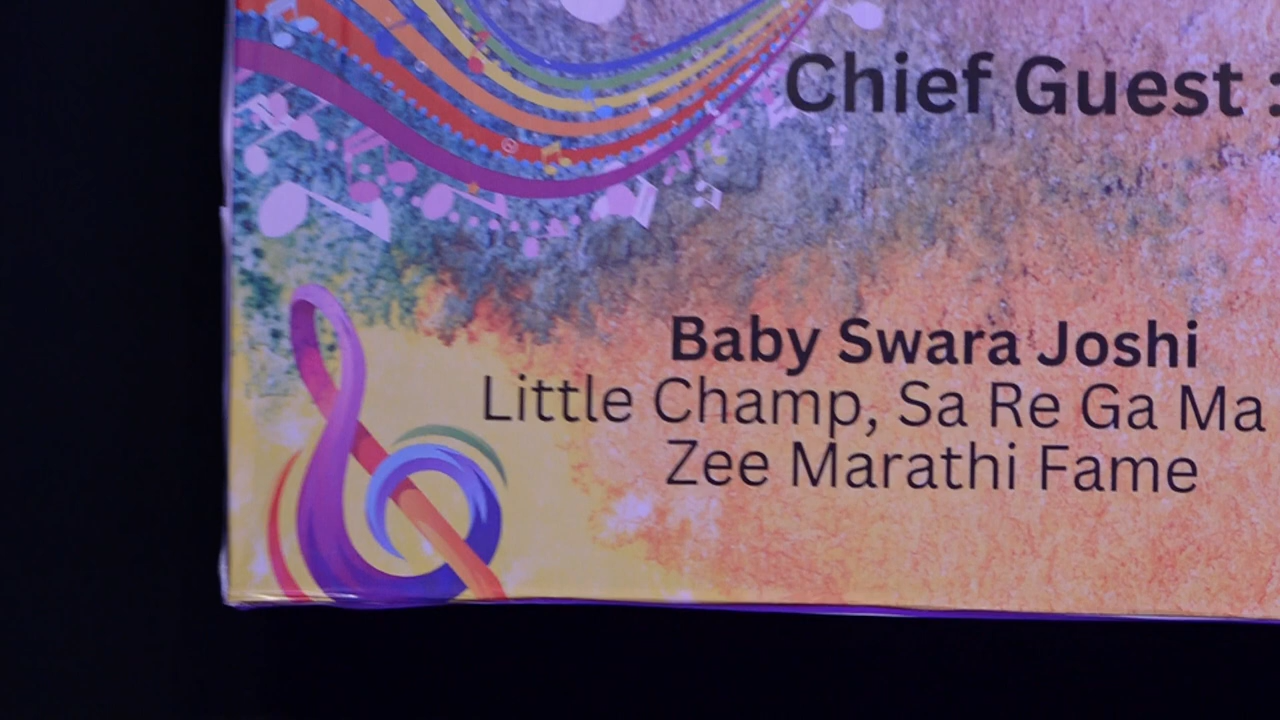 Chief Guest :
Baby Swara Joshi
Little Champ, Sa Re Ga Ma
Zee Marathi Fame